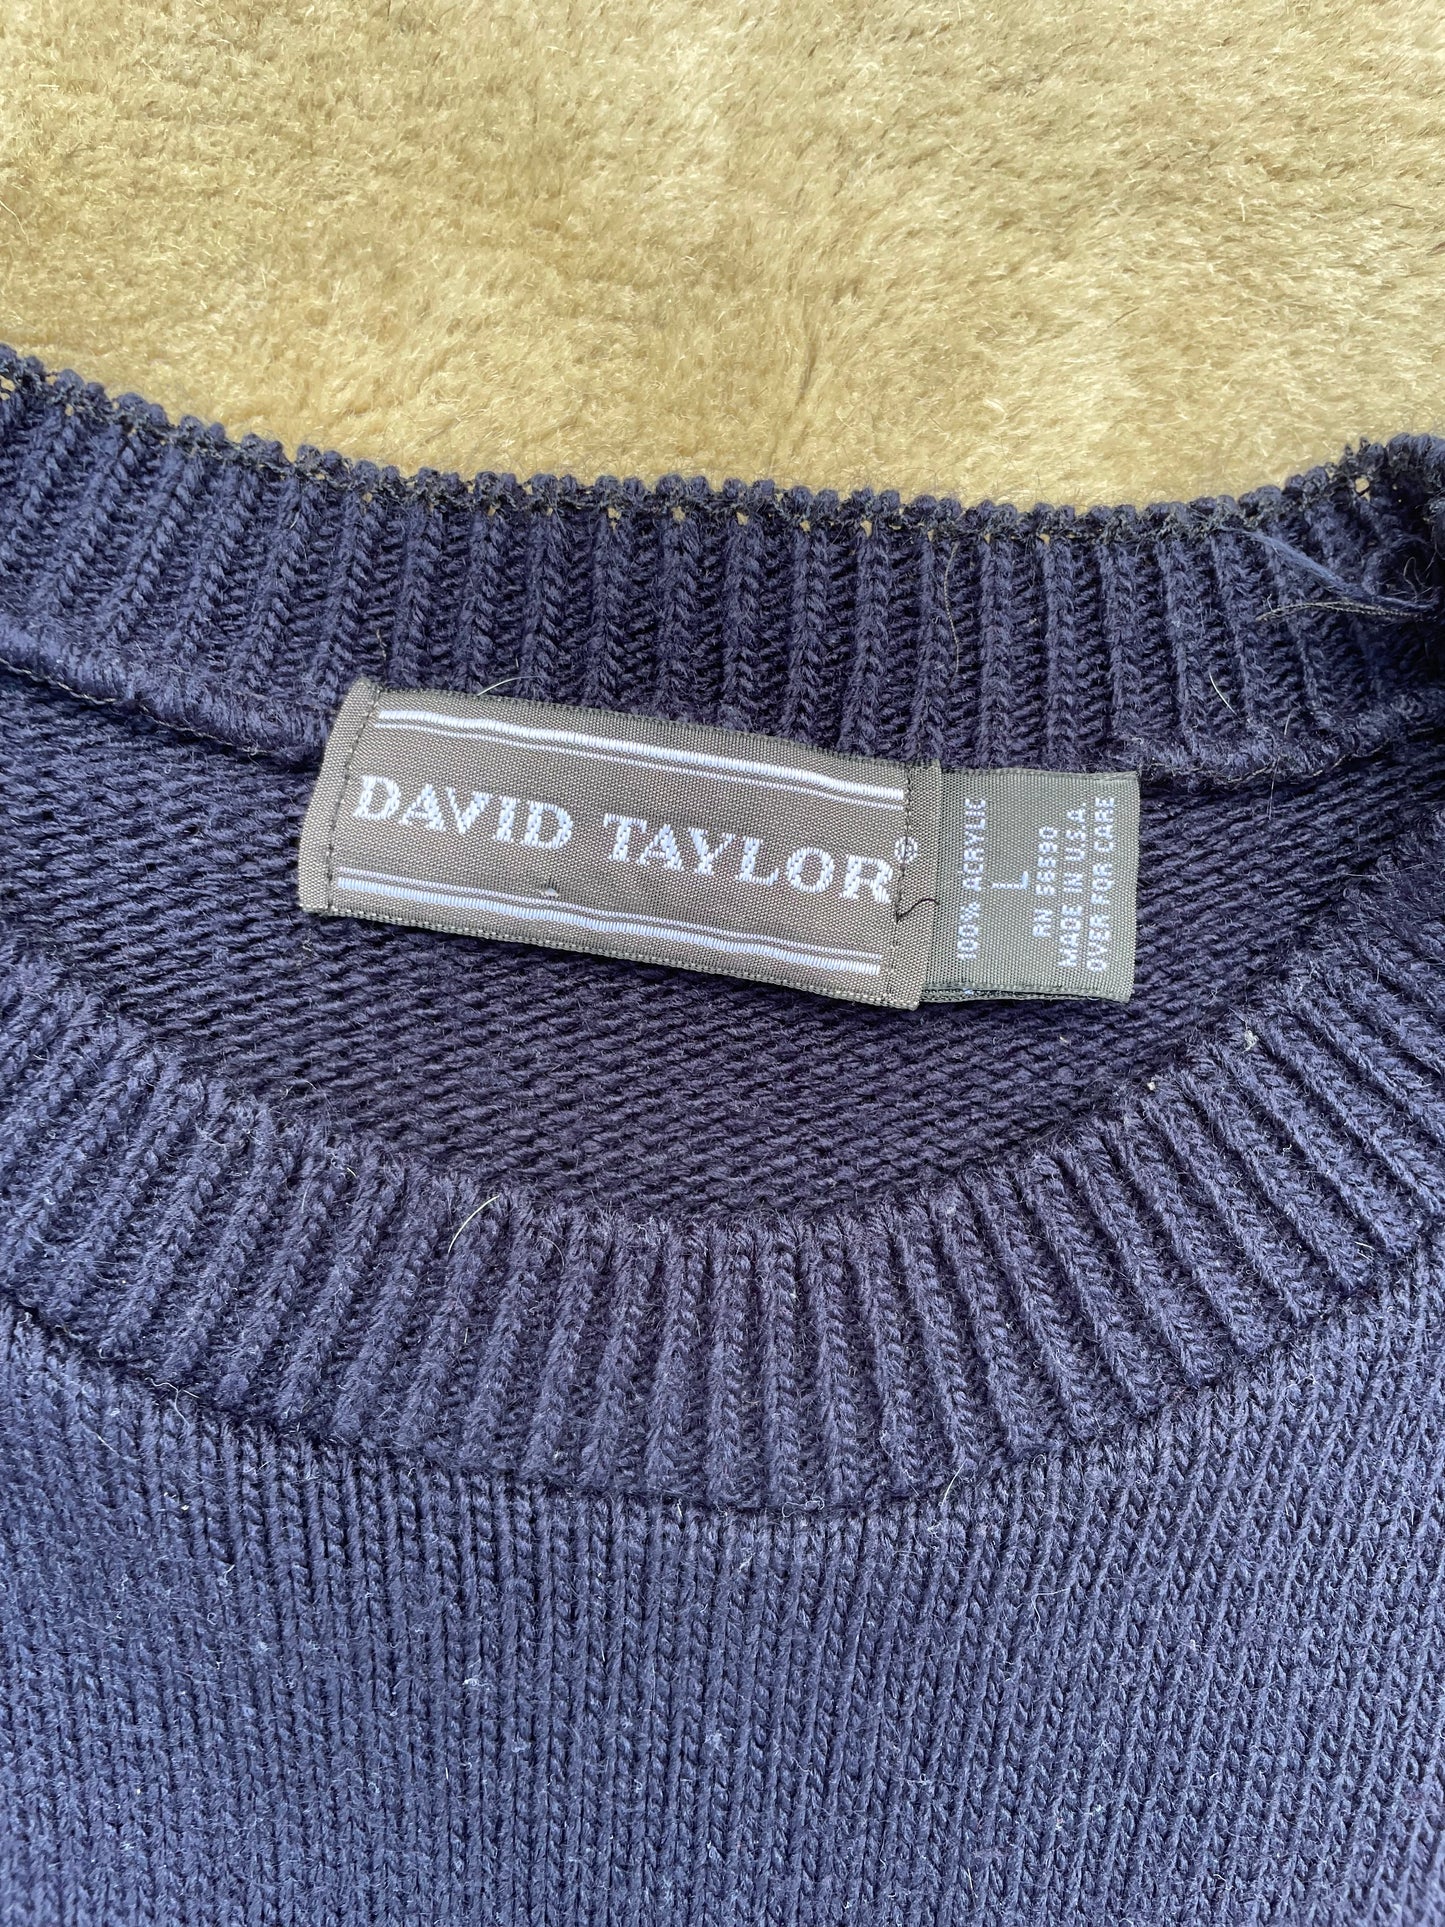 DAVID TAYLOR®
100% ACRYLIC
L
RN 56590
MADE IN U.S.A.
OVER FOR CARE